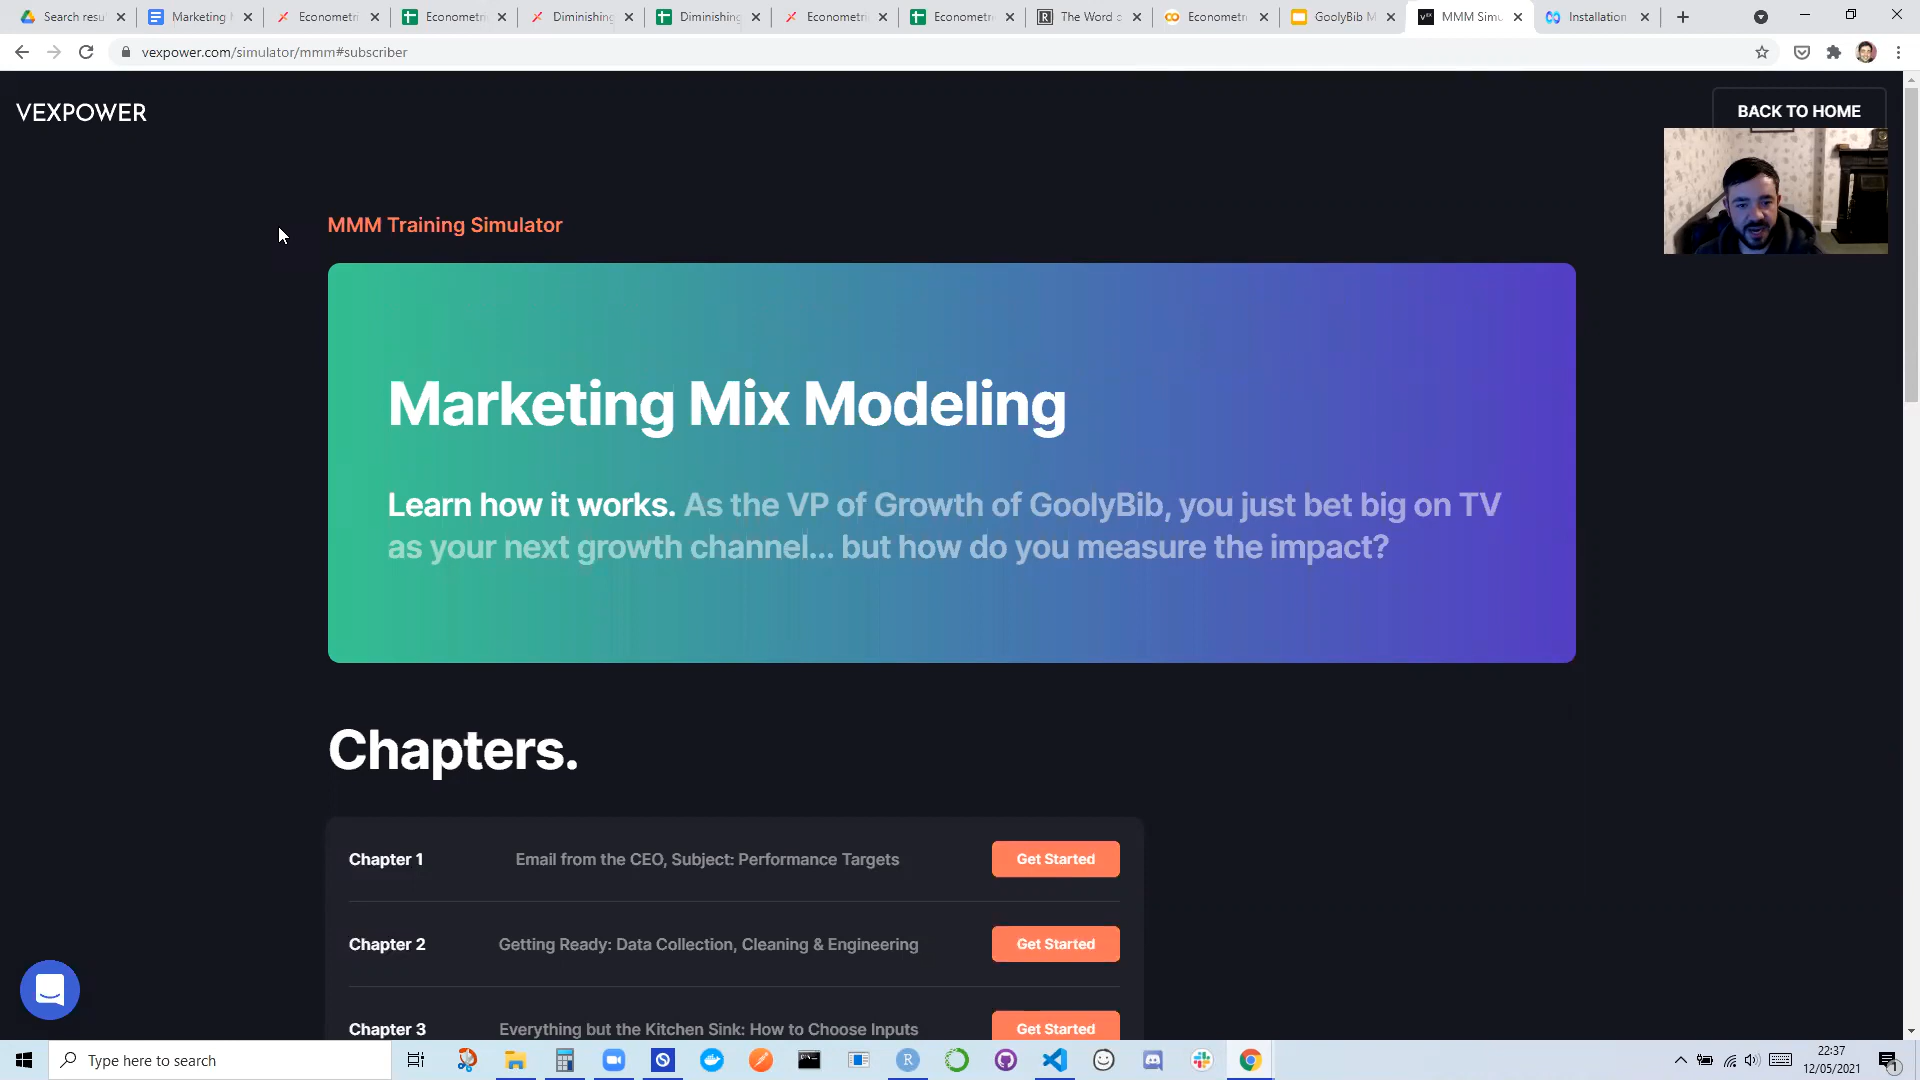 Search resu
Marketing
Econometri
Econometri
Diminishing
Diminishing
Econometri
Econometri
The Word o
Econometr
GoolyBib M
MMM Simu
Installation
vexpower.com/simulator/mmm#subscriber
VEXPOWER
BACK TO HOME
MMM Training Simulator
Marketing Mix Modeling
Learn how it works. As the VP of Growth of GoolyBib, you just bet big on TV
as your next growth channel... but how do you measure the impact?
Chapters.
Chapter 1 Email from the CEO, Subject: Performance Targets Get Started
Chapter 2 Getting Ready: Data Collection, Cleaning & Engineering Get Started
Chapter 3 Everything but the Kitchen Sink: How to Choose Inputs Get Started
Type here to search
22:37
12/05/2021
1